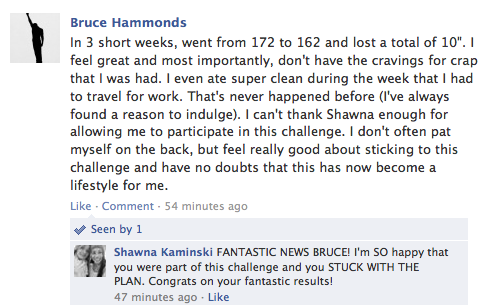 Bruce Hammonds
In 3 short weeks, went from 172 to 162 and lost a total of 10". I
feel great and most importantly, don't have the cravings for crap
that I was had. I even ate super clean during the week that I had
to travel for work. That's never happened before (I've always
found a reason to indulge). I can't thank Shawna enough for
allowing me to participate in this challenge. I don't often pat
myself on the back, but feel really good about sticking to this
challenge and have no doubts that this has now become a
lifestyle for me.
Like · Comment · 54 minutes ago
Seen by 1
Shawna Kaminski FANTASTIC NEWS BRUCE! I'm SO happy that
you were part of this challenge and you STUCK WITH THE
PLAN. Congrats on your fantastic results!
47 minutes ago · Like